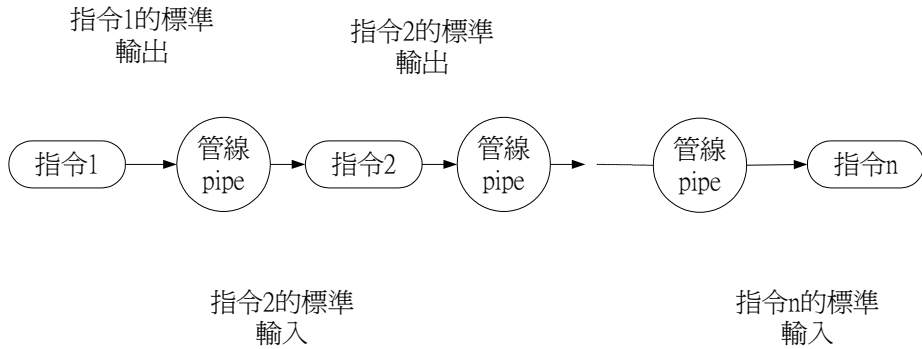 指令1的標準
輸出
指令2的標準
輸出
指令1
管線
pipe
指令2
管線
pipe
管線
pipe
指令n
指令2的標準
輸入
指令n的標準
輸入